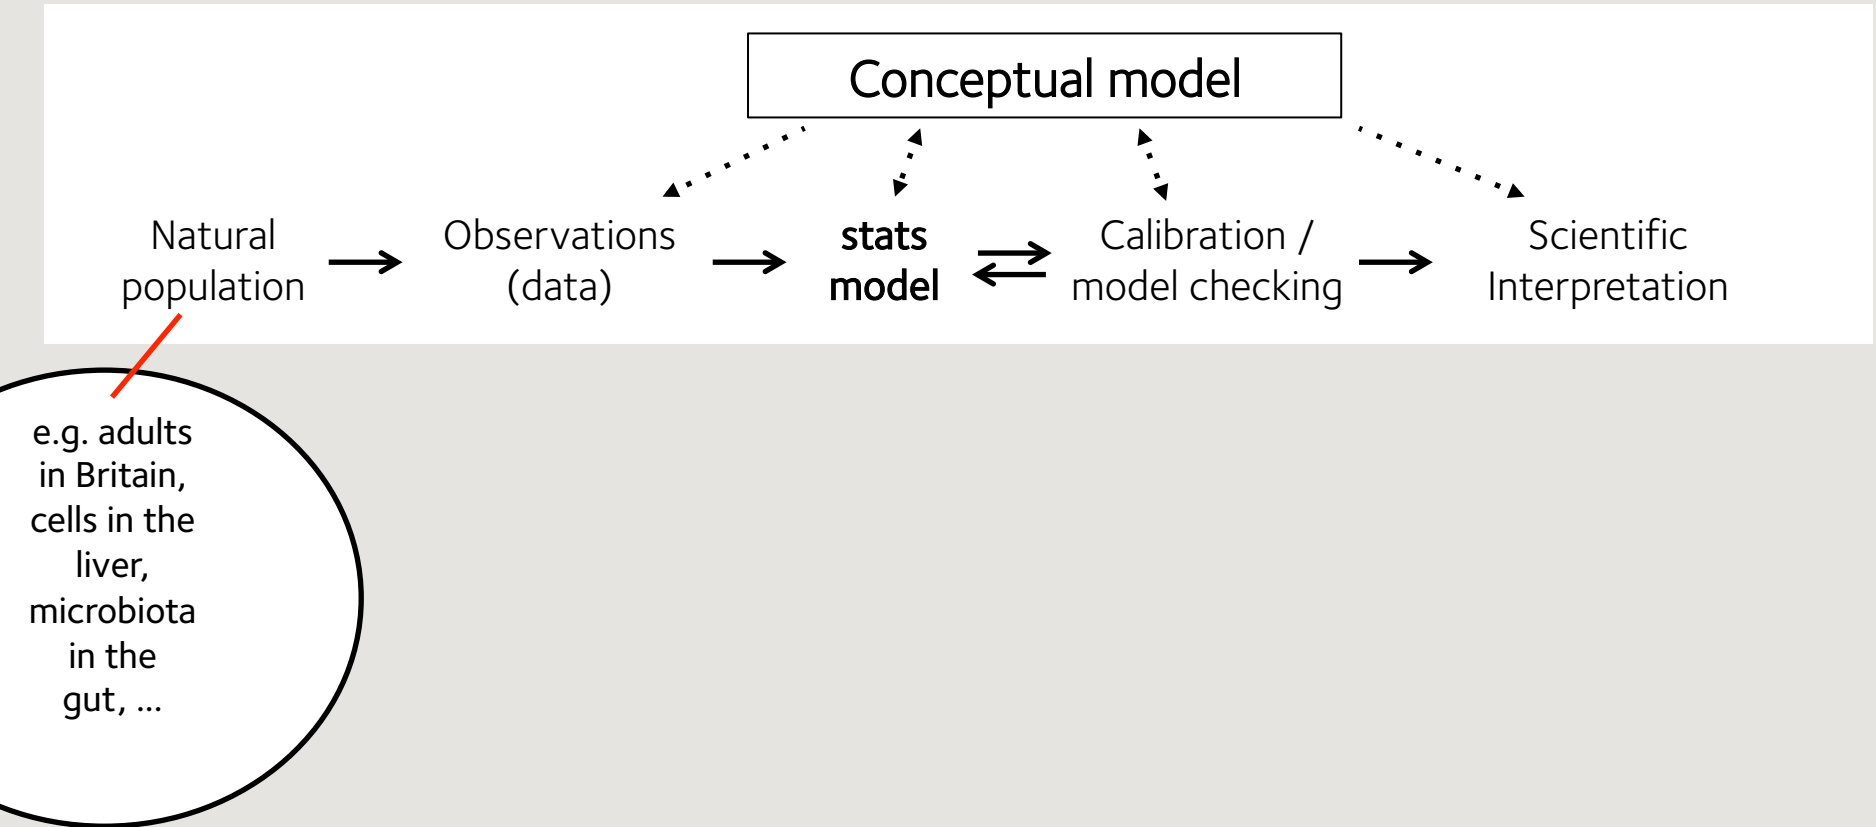 Conceptual model
Natural
population
Observations
(data)
stats
model
Calibration /
model checking
Scientific
Interpretation
e.g. adults
in Britain,
cells in the
liver,
microbiota
in the
gut, ...